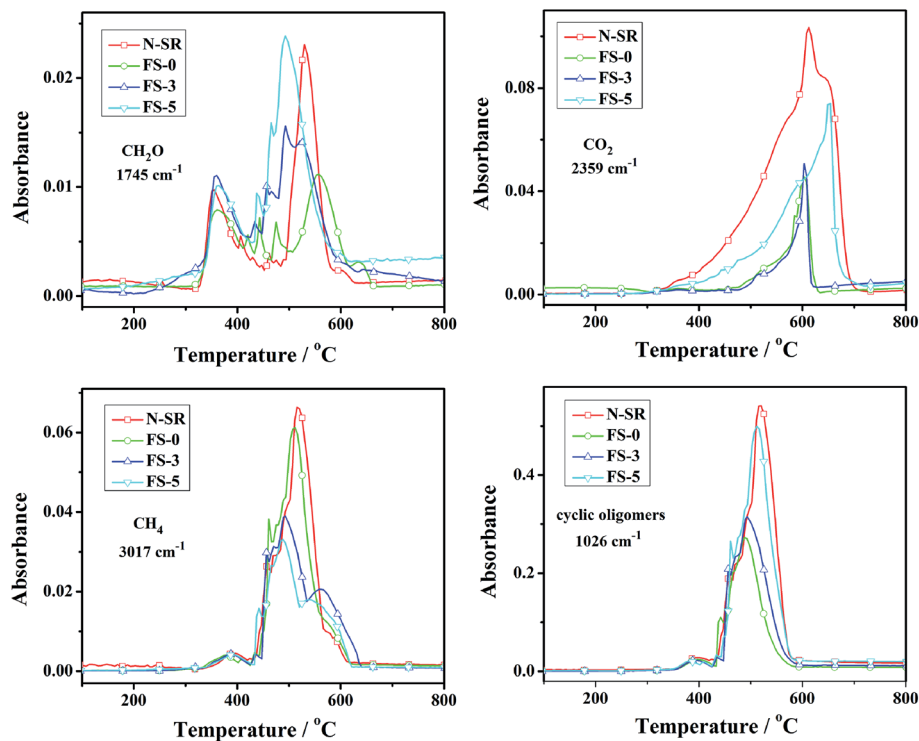 N-SR
FS-0
FS-3
FS-5
CH2O
1745 cm-1
Absorbance
0.02
0.01
0.00
200 400 600 800
Temperature / oC
N-SR
FS-0
FS-3
FS-5
CO2
2359 cm-1
Absorbance
0.08
0.04
0.00
200 400 600 800
Temperature / oC
N-SR
FS-0
FS-3
FS-5
CH4
3017 cm-1
Absorbance
0.06
0.04
0.02
0.00
200 400 600 800
Temperature / oC
N-SR
FS-0
FS-3
FS-5
cyclic oligomers
1026 cm-1
Absorbance
0.4
0.2
0.0
200 400 600 800
Temperature / oC